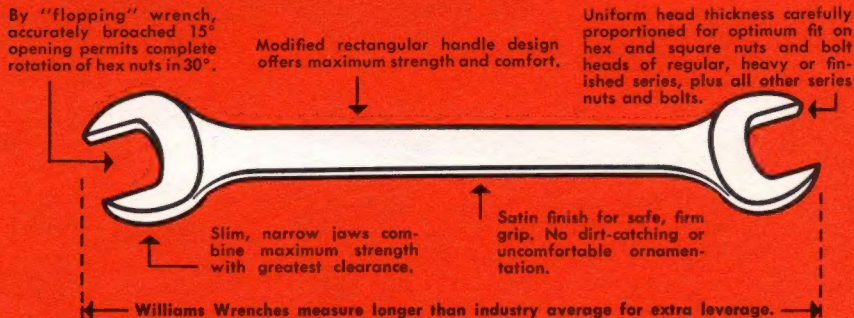 By "flopping" wrench,
accurately broached 15°
opening permits complete
rotation of hex nuts in 30°.
Modified rectangular handle design
offers maximum strength and comfort.
Uniform head thickness carefully
proportioned for optimum fit on
hex and square nuts and bolt
heads of regular, heavy or fin-
ished series, plus all other series
nuts and bolts.
Slim, narrow jaws com-
bine maximum strength
with greatest clearance.
Satin finish for safe, firm
grip. No dirt-catching or
uncomfortable ornamen-
tation.
Williams Wrenches measure longer than industry average for extra leverage.